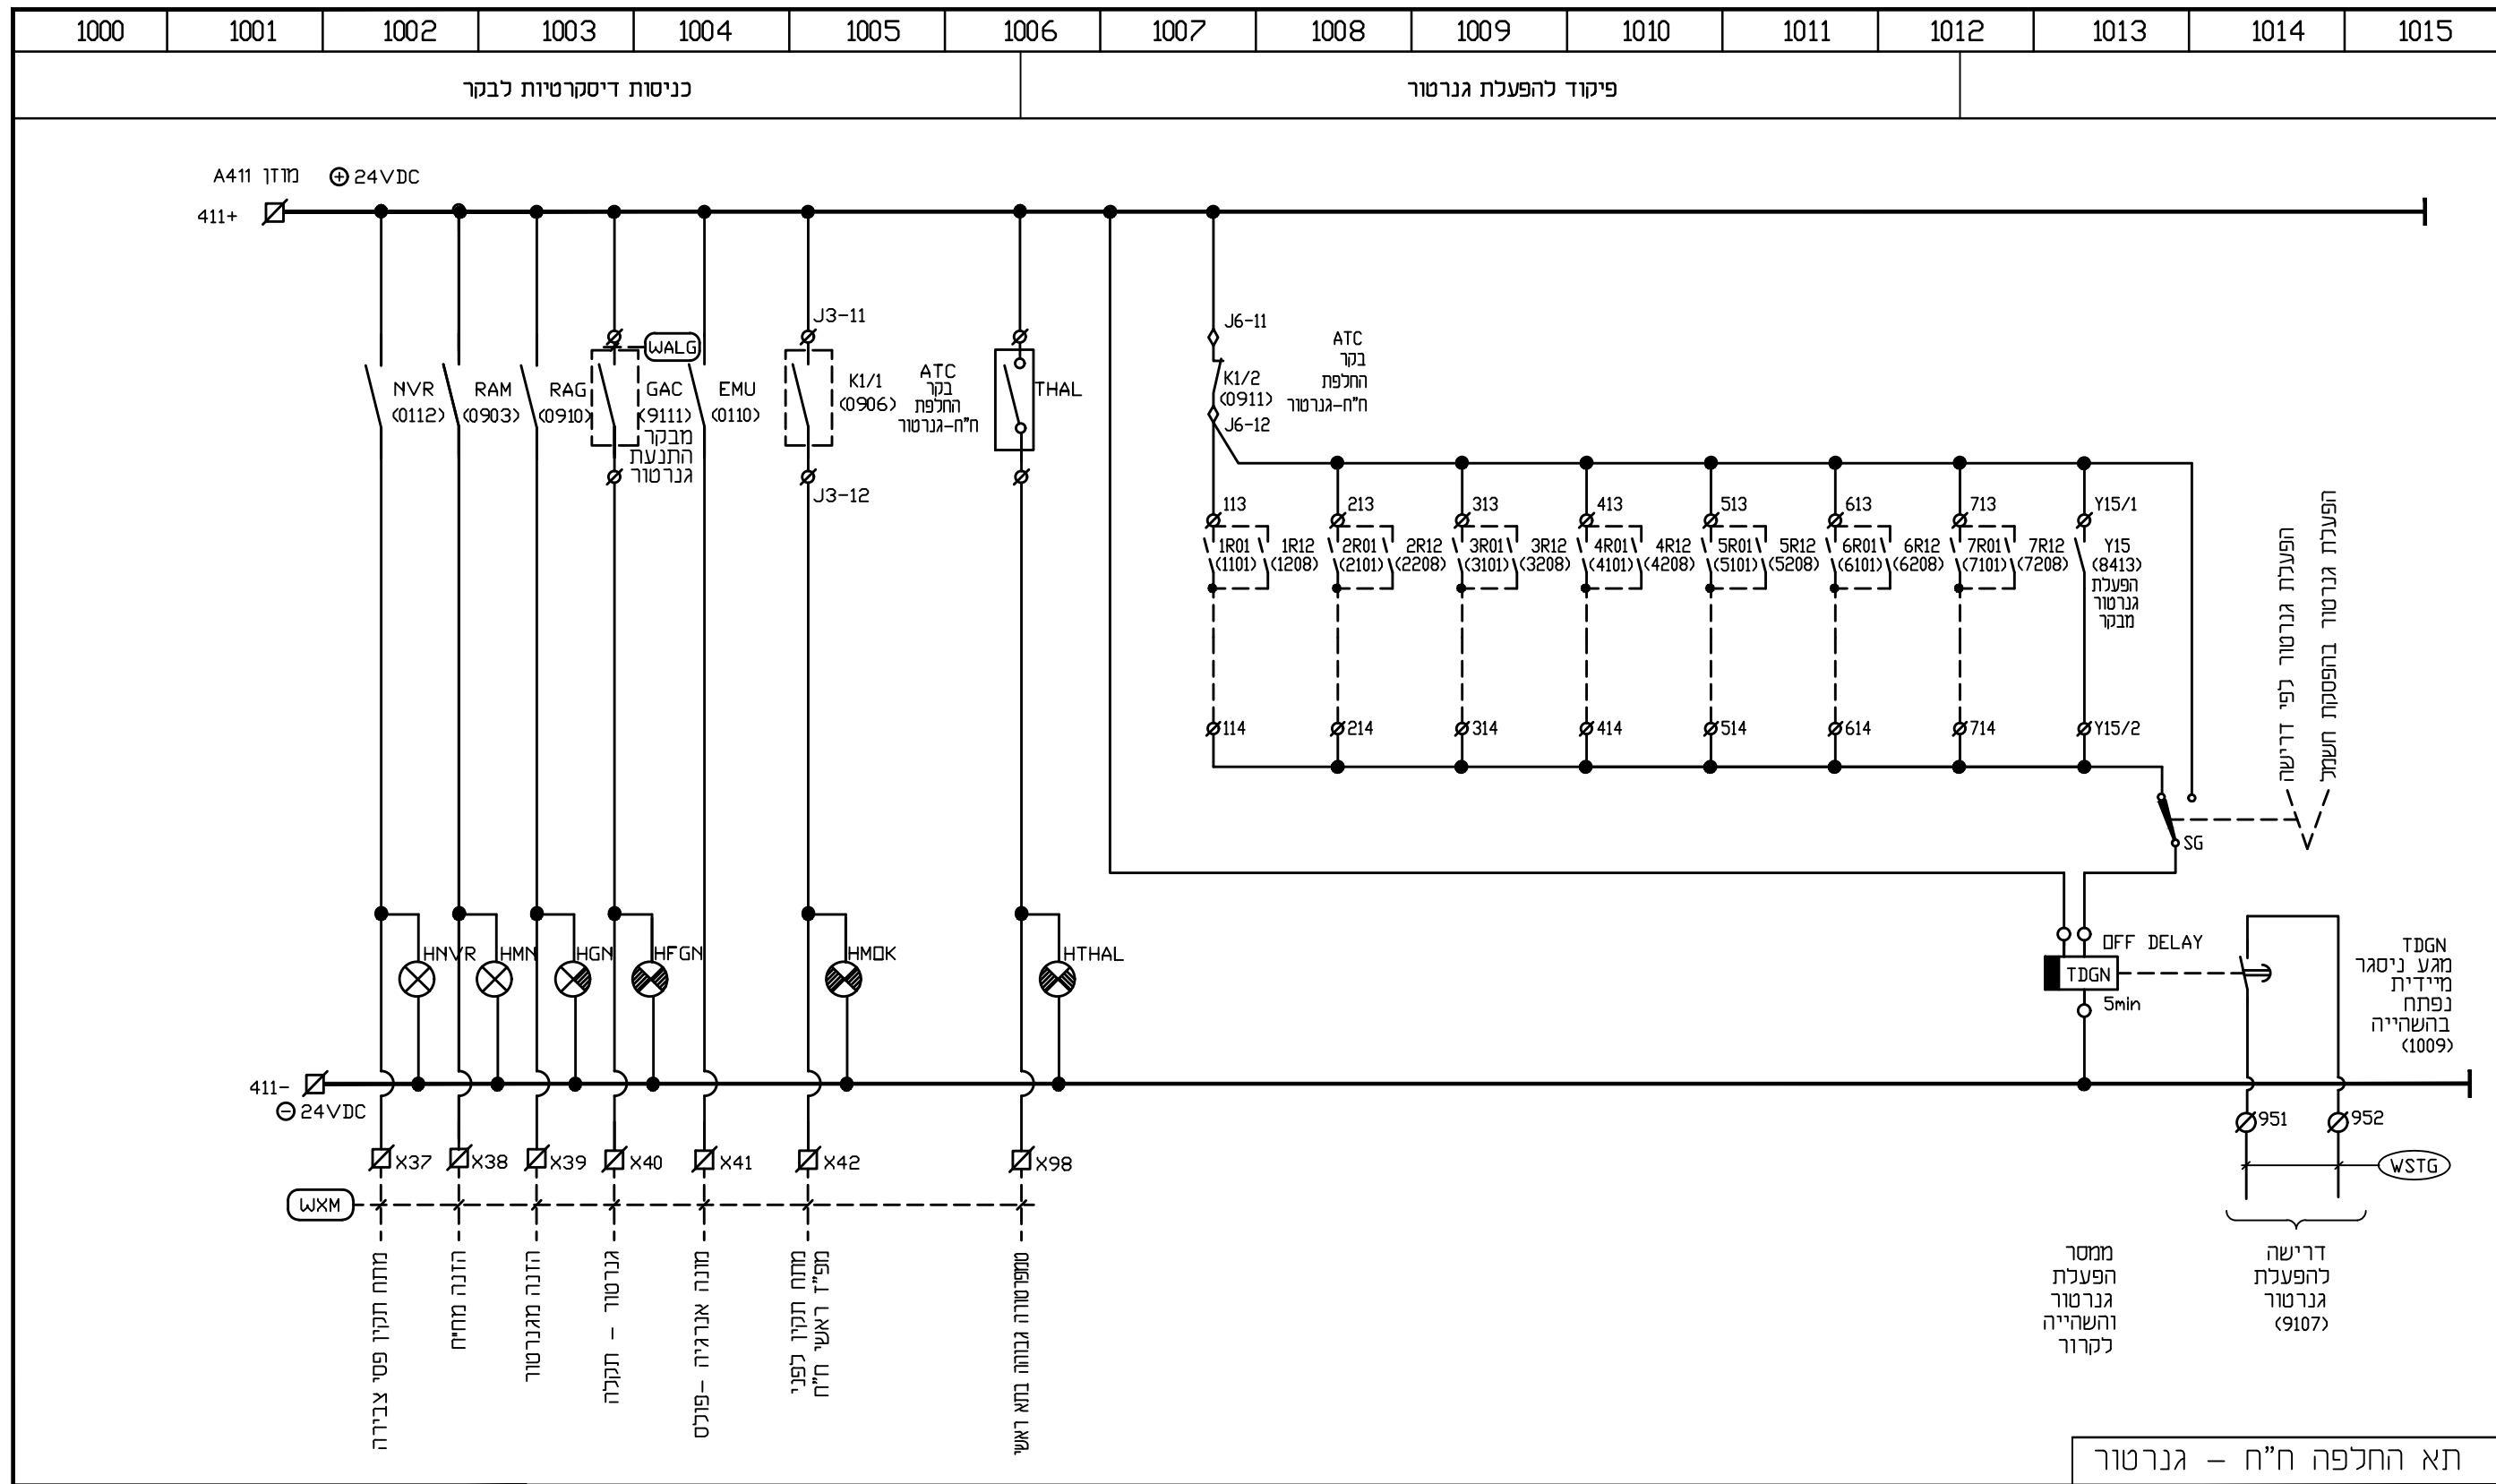 1000 1001 1002 1003 1004 1005 1006 1007 1008 1009 1010 1011 1012 1013 1014 1015
כניסות דיסקרטיות לבקר
פיקוד להפעלת גנרטור
מוזן A411
⊕ 24VDC
411+
J3-11
WALG
NVR
(0112)
RAM
(0903)
RAG
(0910)
GAC
(9111)
מבקר
התנעת
גנרטור
EMU
(0110)
K1/1
(0906)
J3-12
ATC
בקר
החלפת
ח"ח-גנרטור
THAL
J6-11
K1/2
(0911)
J6-12
ATC
בקר
החלפת
ח"ח-גנרטור
113 213 313 413 513 613 713 Y15/1
1R01 1R12 2R01 2R12 3R01 3R12 4R01 4R12 5R01 5R12 6R01 6R12 7R01 7R12 Y15
(1101) (1208) (2101) (2208) (3101) (3208) (4101) (4208) (5101) (5208) (6101) (6208) (7101) (7208) (8413)
הפעלת
גנרטור
מבקר
114 214 314 414 514 614 714 Y15/2
הפעלת גנרטור לפי דרישה
הפעלת גנרטור בהפסקת חשמל
SG
HNVR HMN HGN HFGN HMOK HTHAL
OFF DELAY
TDGN
5min
TDGN
מגע ניסגר
מיידית
נפתח
בהשהייה
(1009)
411-
⊖ 24VDC
951 952
X37 X38 X39 X40 X41 X42 X98
WSTG
WXM
מתח תקין פסי צבירה
הזנה מח"ח
הזנה מגנרטור
גנרטור - תקלה
מונה אנרגיה -פולס
מתח תקין לפני
מפ"ד ראשי ח"ח
טמפרטורה גבוהה בתא ראשי
ממסר
הפעלת
גנרטור
והשהייה
לקרור
דרישה
להפעלת
גנרטור
(9107)
תא החלפה ח"ח - גנרטור